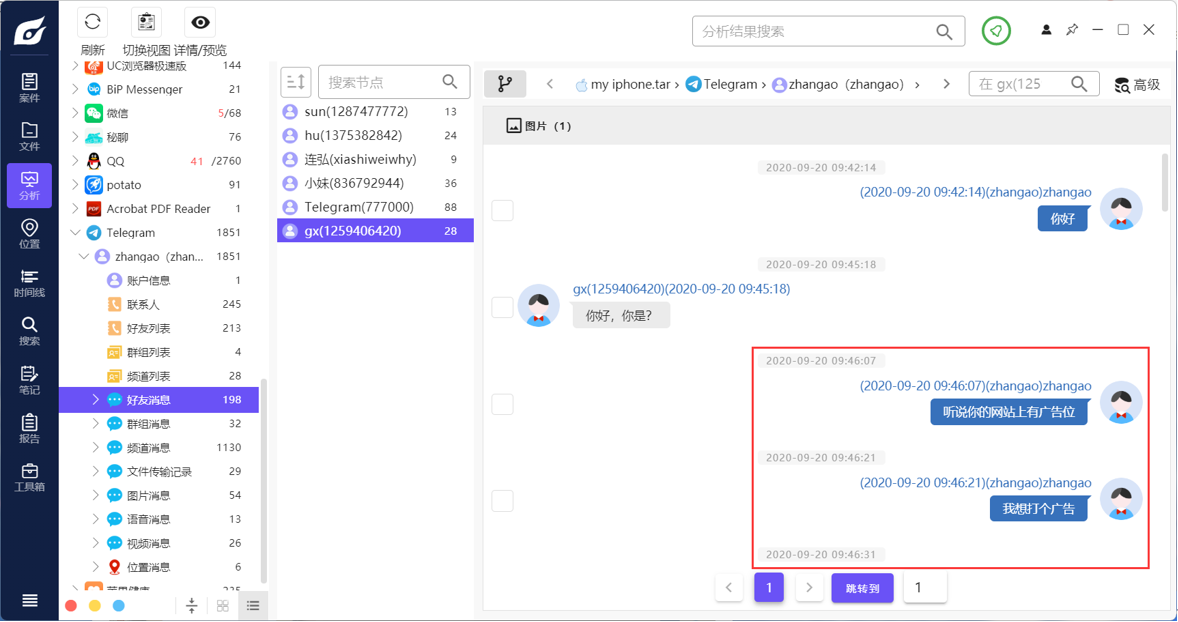 刷新 切换视图 详情/预览
分析结果搜索
案件
文件
分析
位置
时间线
搜索
笔记
报告
工具箱
UC浏览器极速版 144
BiP Messenger 21
微信 5/68
秘聊 76
QQ 41 /2760
potato 91
Acrobat PDF Reader 1
Telegram 1851
zhangao（zhan... 1851
账户信息 1
联系人 245
好友列表 213
群组列表 4
频道列表 28
好友消息 198
群组消息 32
频道消息 1130
文件传输记录 29
图片消息 54
语音消息 13
视频消息 26
位置消息 6
搜索节点
sun(1287477772) 13
hu(1375382842) 24
连弘(xiashiweiwhy) 9
小妹(836792944) 36
Telegram(777000) 88
gx(1259406420) 28
my iphone.tar › Telegram › zhangao（zhangao） ›
在 gx(125
高级
图片（1）
2020-09-20 09:42:14
(2020-09-20 09:42:14)(zhangao)zhangao
你好
2020-09-20 09:45:18
gx(1259406420)(2020-09-20 09:45:18)
你好，你是?
2020-09-20 09:46:07
(2020-09-20 09:46:07)(zhangao)zhangao
听说你的网站上有广告位
2020-09-20 09:46:21
(2020-09-20 09:46:21)(zhangao)zhangao
我想打个广告
2020-09-20 09:46:31
1 跳转到 1